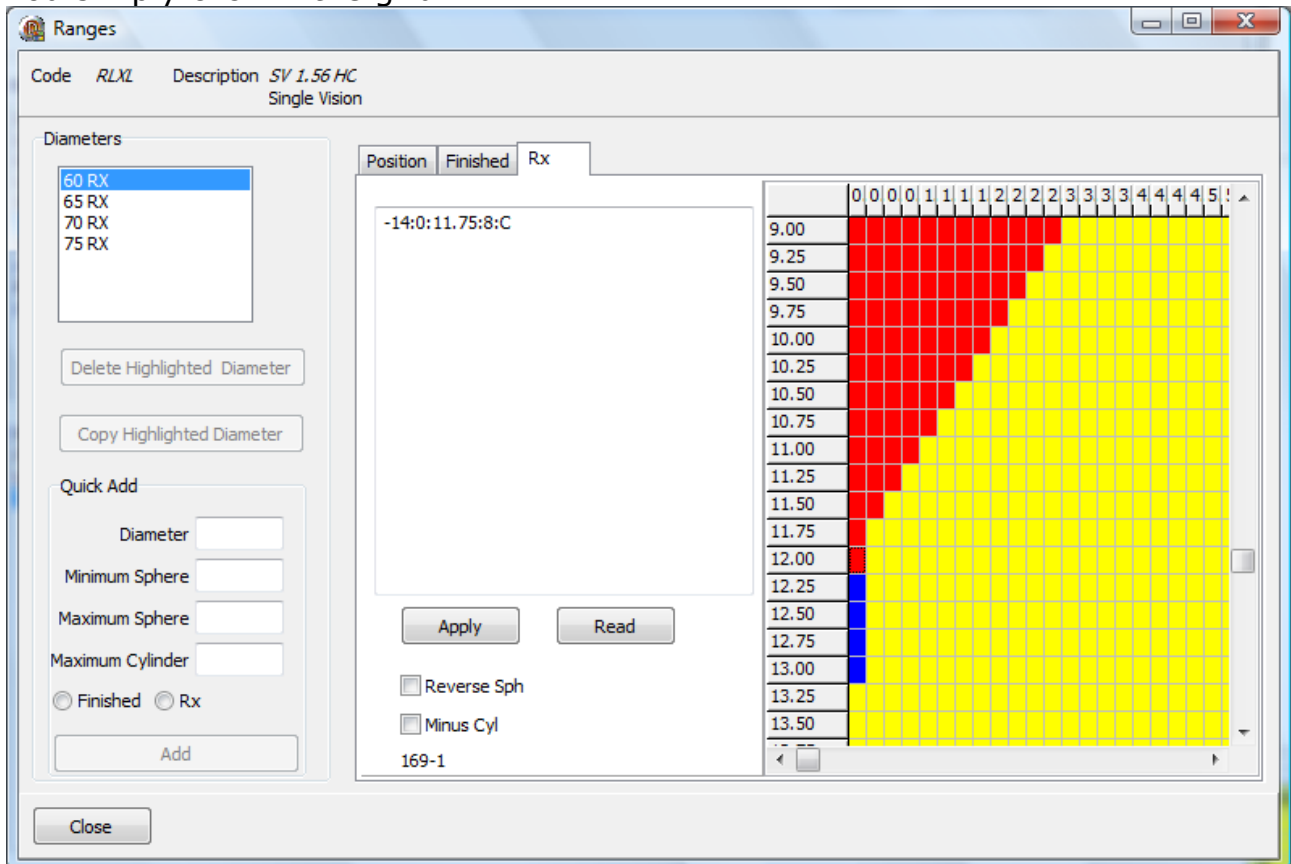 Ranges
Code RLXL Description SV 1.56 HC
Single Vision
Diameters
60 RX
65 RX
70 RX
75 RX
Delete Highlighted Diameter
Copy Highlighted Diameter
Quick Add
Diameter
Minimum Sphere
Maximum Sphere
Maximum Cylinder
Finished Rx
Add
Position Finished Rx
-14:0:11.75:8:C
Apply Read
Reverse Sph
Minus Cyl
169-1
0 0 0 0 1 1 1 1 2 2 2 2 3 3 3 3 4 4 4 4 5
9.00
9.25
9.50
9.75
10.00
10.25
10.50
10.75
11.00
11.25
11.50
11.75
12.00
12.25
12.50
12.75
13.00
13.25
13.50
Close